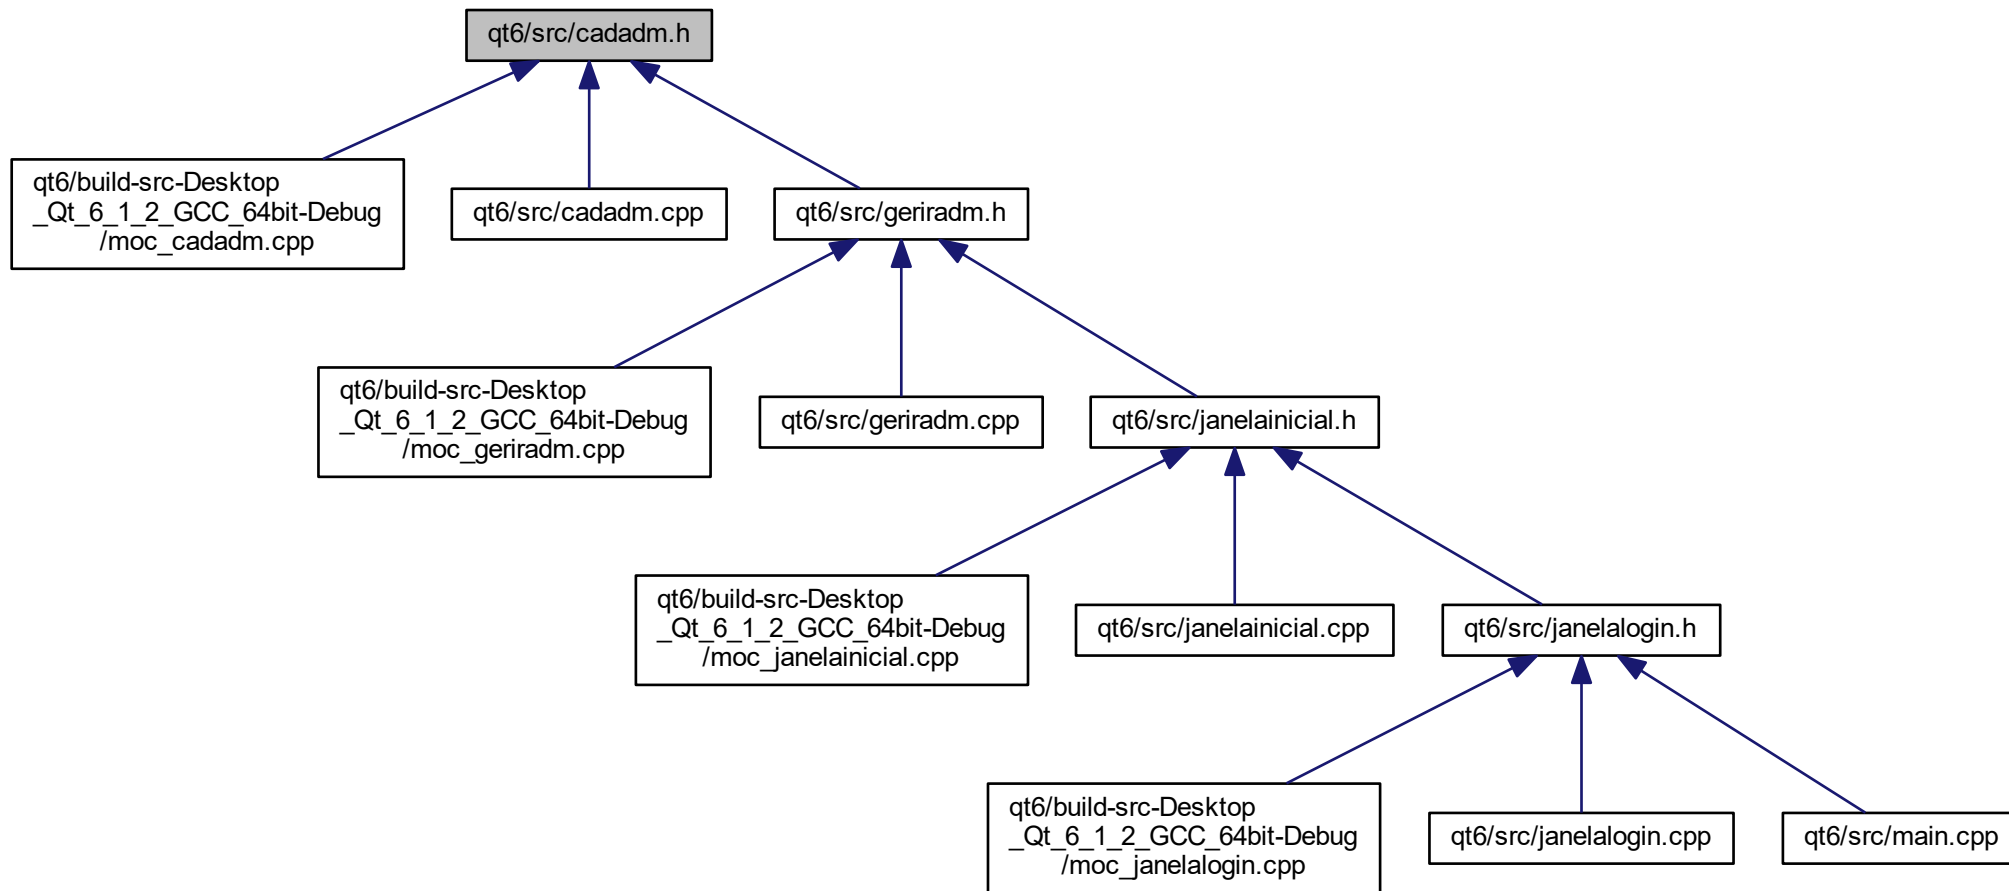 qt6/src/cadadm.h
qt6/build-src-Desktop
_Qt_6_1_2_GCC_64bit-Debug
/moc_cadadm.cpp
qt6/src/cadadm.cpp
qt6/src/geriradm.h
qt6/build-src-Desktop
_Qt_6_1_2_GCC_64bit-Debug
/moc_geriradm.cpp
qt6/src/geriradm.cpp
qt6/src/janelainicial.h
qt6/build-src-Desktop
_Qt_6_1_2_GCC_64bit-Debug
/moc_janelainicial.cpp
qt6/src/janelainicial.cpp
qt6/src/janelalogin.h
qt6/build-src-Desktop
_Qt_6_1_2_GCC_64bit-Debug
/moc_janelalogin.cpp
qt6/src/janelalogin.cpp
qt6/src/main.cpp